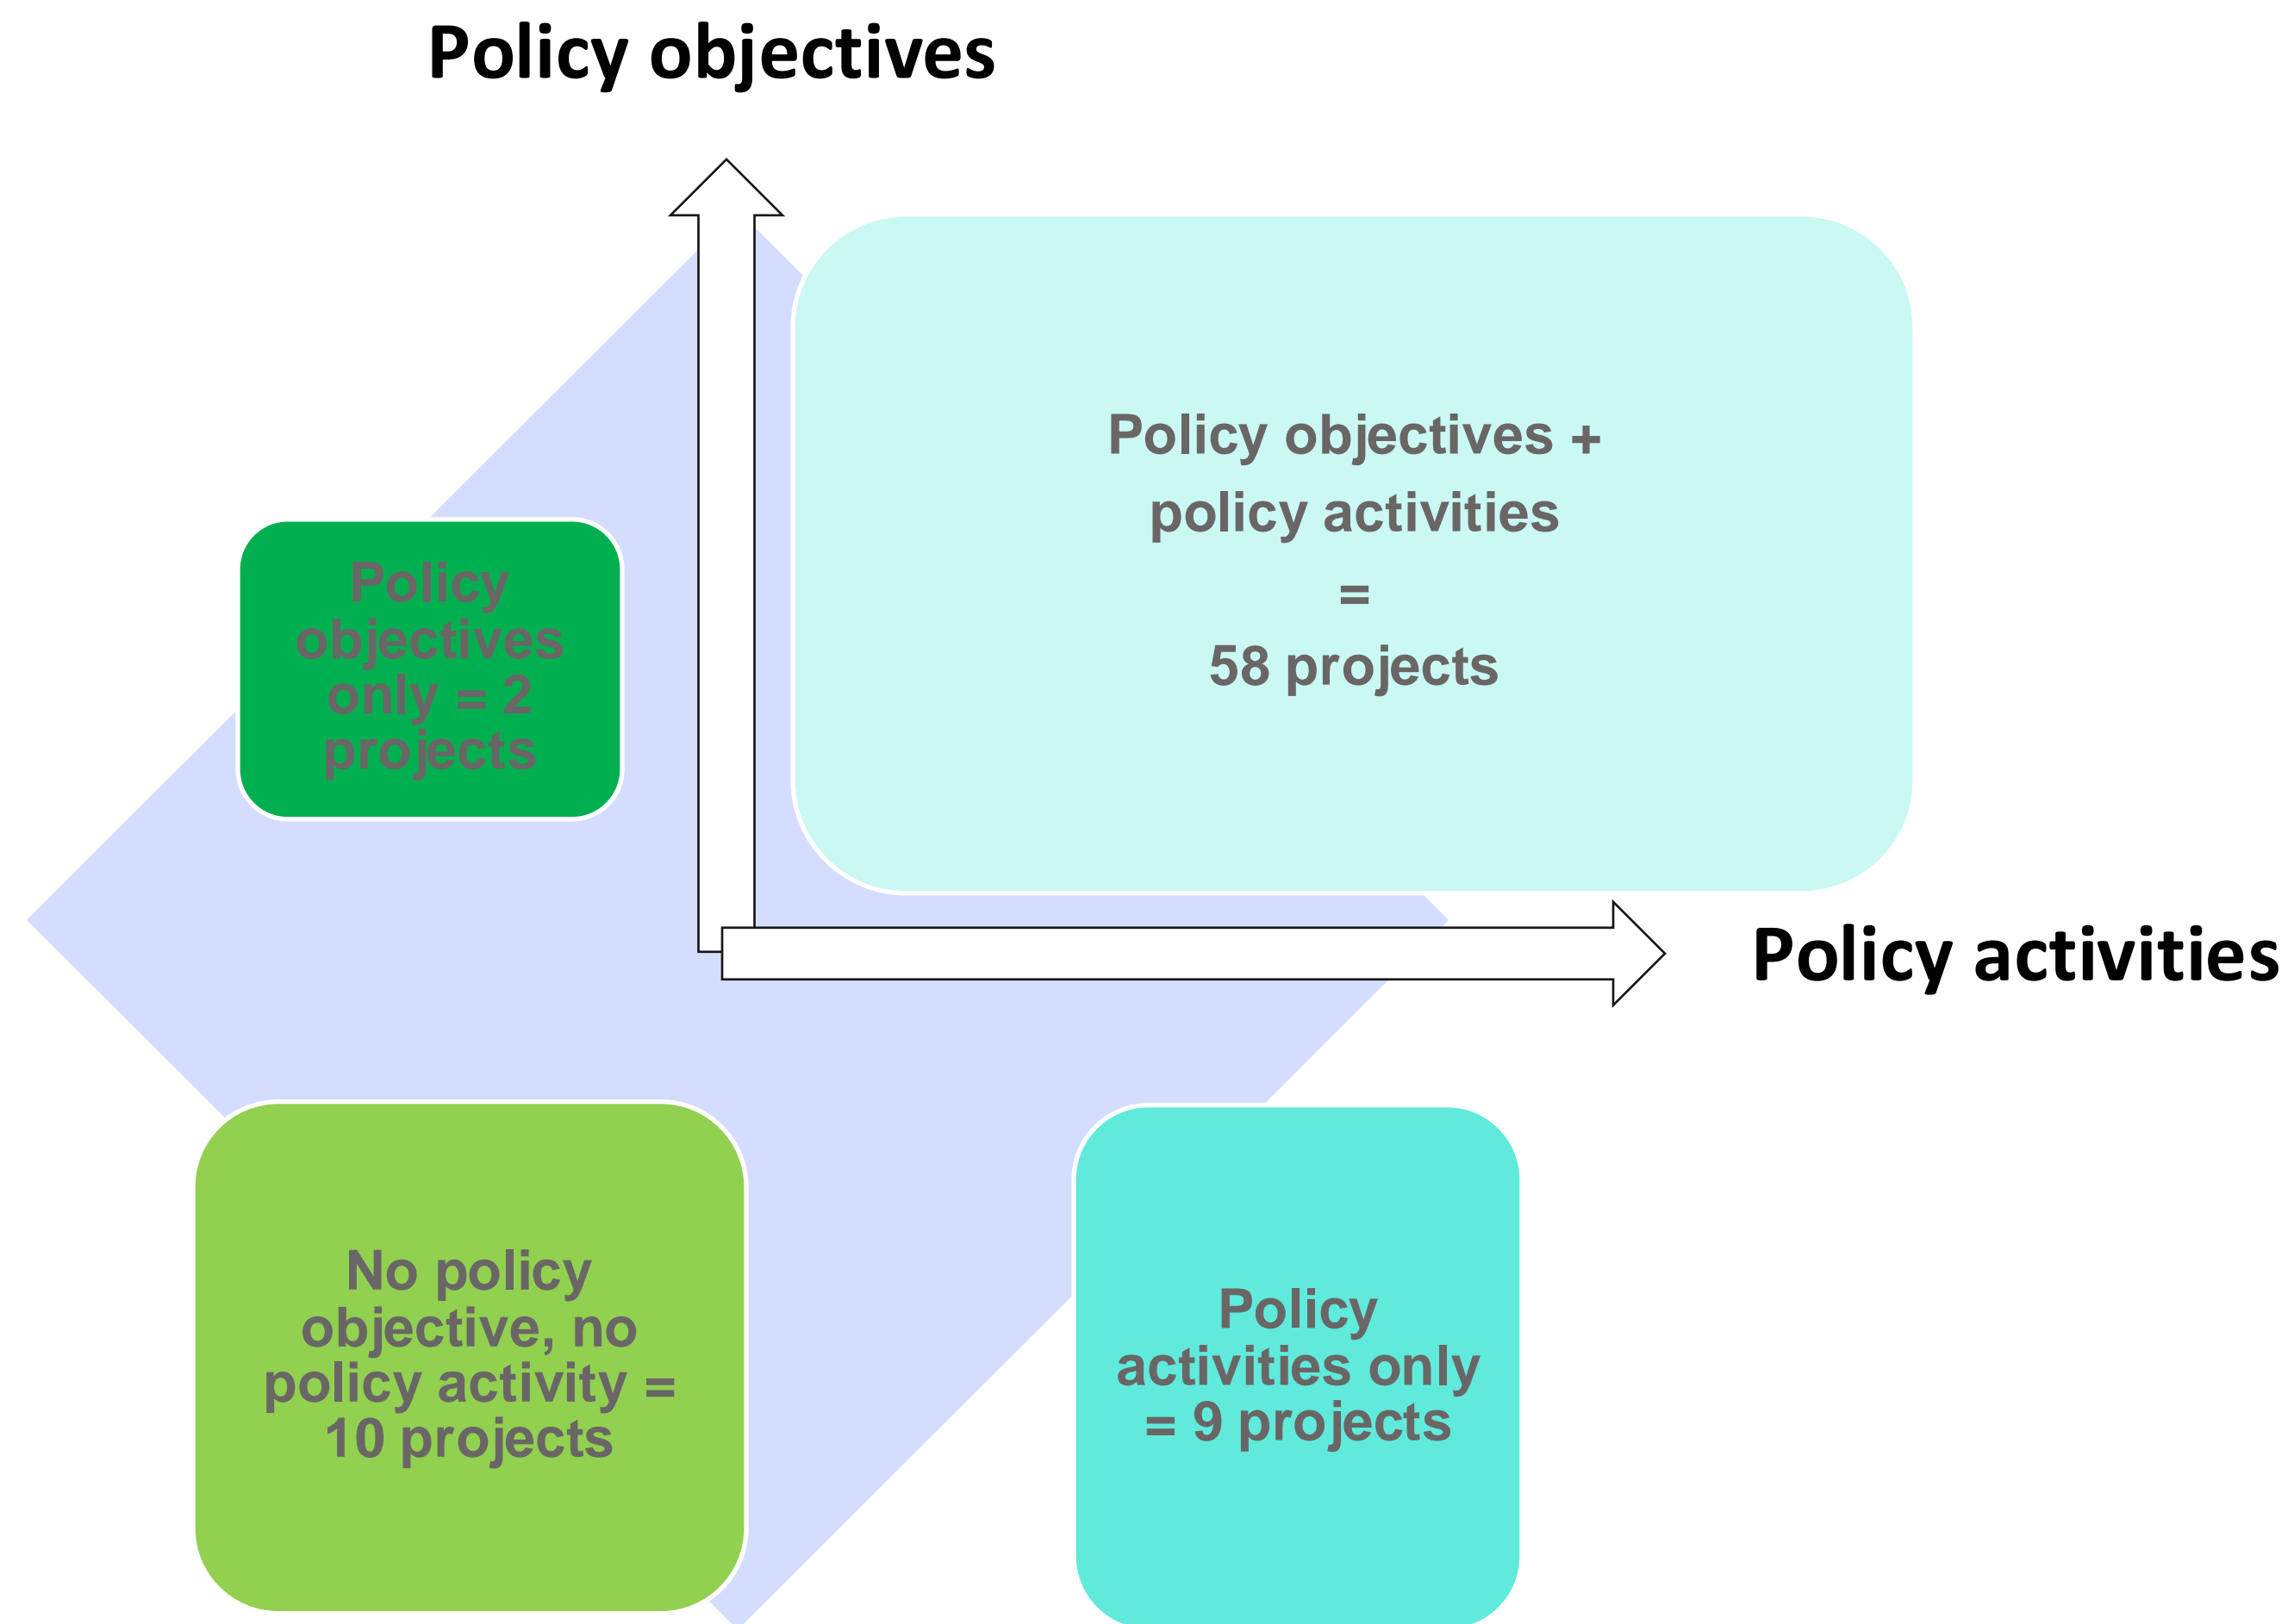 Policy objectives
Policy objectives +
policy activities
=
58 projects
Policy
objectives
only = 2
projects
Policy activities
No policy
objective, no
policy activity =
10 projects
Policy
activities only
= 9 projects